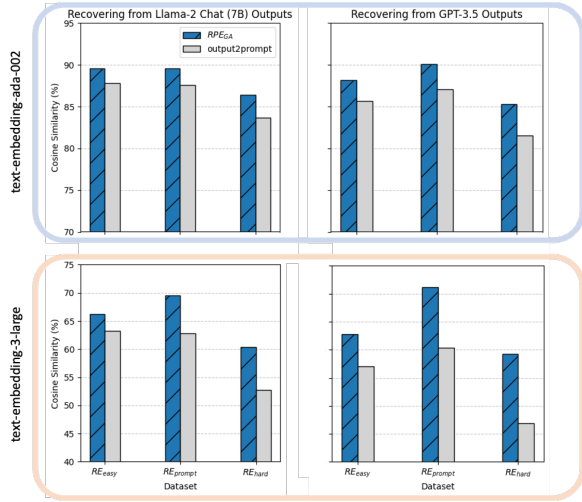 Recovering from Llama-2 Chat (7B) Outputs
Recovering from GPT-3.5 Outputs
text-embedding-ada-002
Cosine Similarity (%)
95
90
85
80
75
70
RPE_GA
output2prompt
text-embedding-3-large
Cosine Similarity (%)
75
70
65
60
55
50
45
40
RE_easy
RE_prompt
RE_hard
Dataset
RE_easy
RE_prompt
RE_hard
Dataset